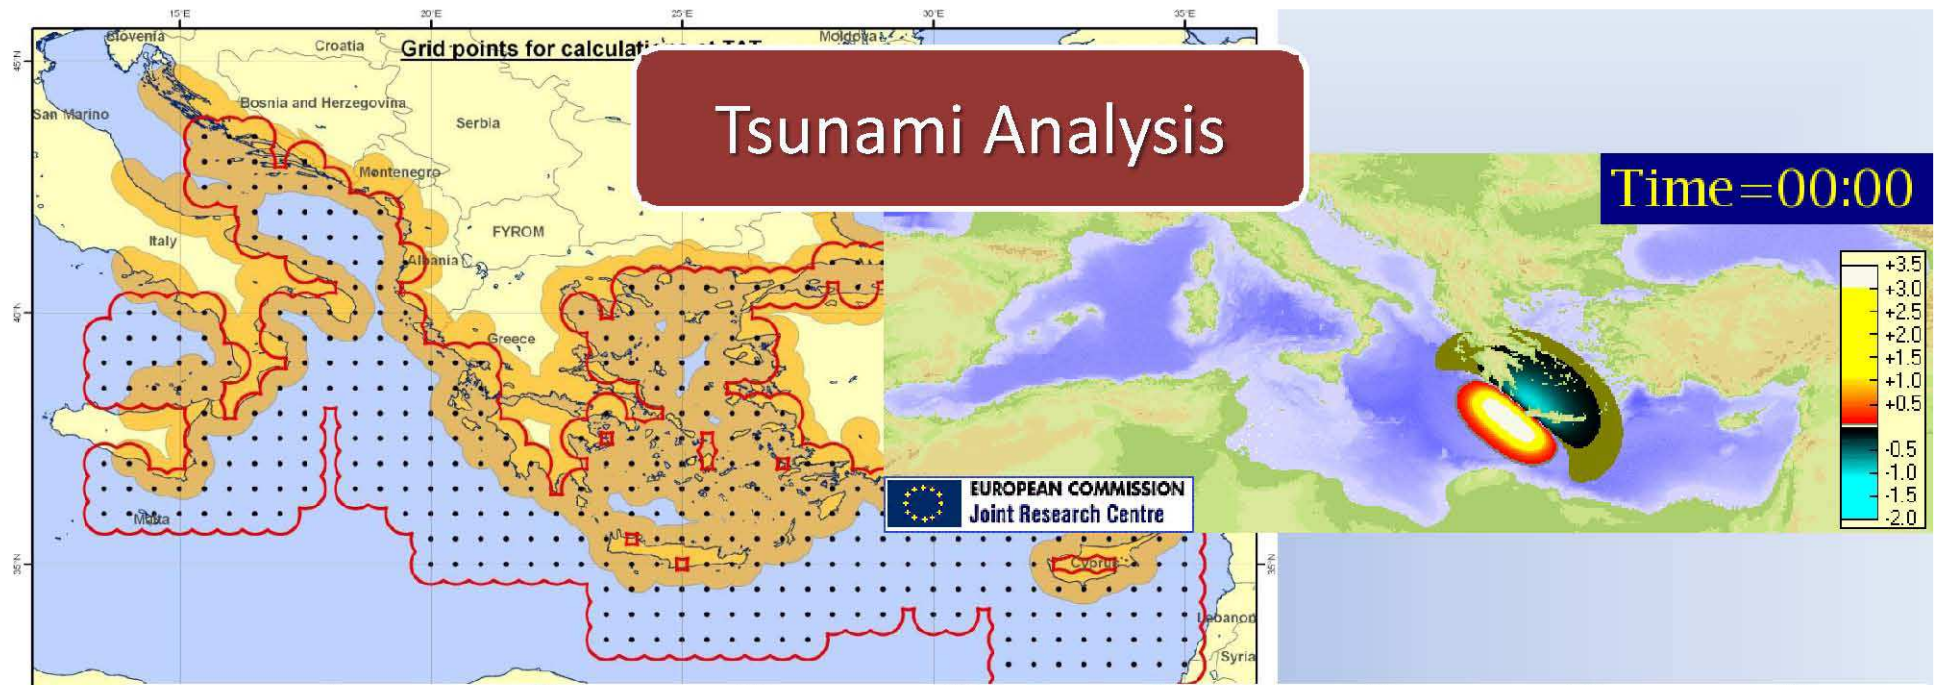 15°E 20°E 25°E 30°E 35°E
Slovenia
Croatia
Grid points for calculati
Moldova
45°N
San Marino
Bosnia and Herzegovina
Serbia
Tsunami Analysis
Montenegro
Time=00:00
Italy
FYROM
Albania
+3.5
+3.0
+2.5
+2.0
+1.5
+1.0
+0.5
-0.5
-1.0
-1.5
-2.0
40°N
Greece
EUROPEAN COMMISSION
Joint Research Centre
Malta
35°N
Cyprus
35°N
Lebanon
Syria